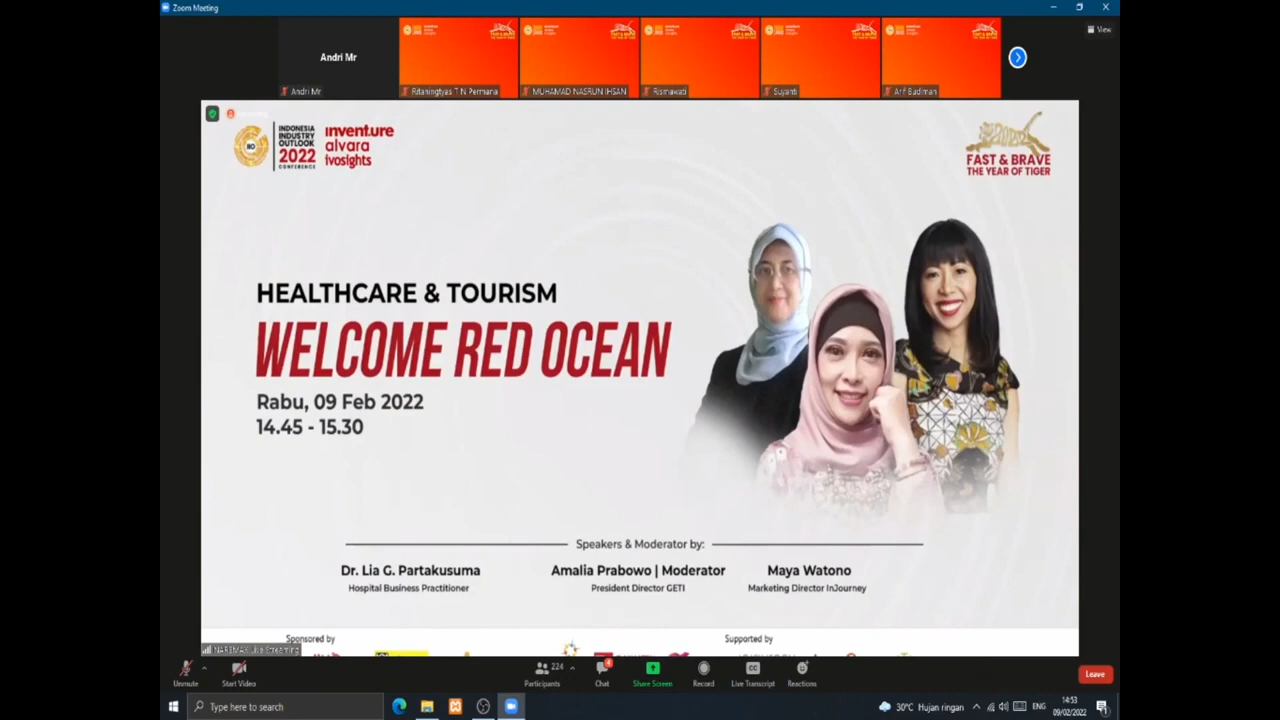 Zoom Meeting
View
Andri Mr
Andri Mr
Ritaningtyas T N Permana
MUHAMAD NASRUN IHSAN
Rismawati
Suyanti
Arif Budiman
INDONESIA
INDUSTRY
OUTLOOK
2022
CONFERENCE
inventure
alvara
ivosights
FAST & BRAVE
THE YEAR OF TIGER
HEALTHCARE & TOURISM
WELCOME RED OCEAN
Rabu, 09 Feb 2022
14.45 - 15.30
Speakers & Moderator by:
Dr. Lia G. Partakusuma
Hospital Business Practitioner
Amalia Prabowo | Moderator
President Director GETI
Maya Watono
Marketing Director InJourney
Sponsored by
Supported by
Live Streaming
Unmute
Start Video
224
Participants
Chat
Share Screen
Record
Live Transcript
Reactions
Leave
Type here to search
30°C Hujan ringan
ENG
14:53
09/02/2022